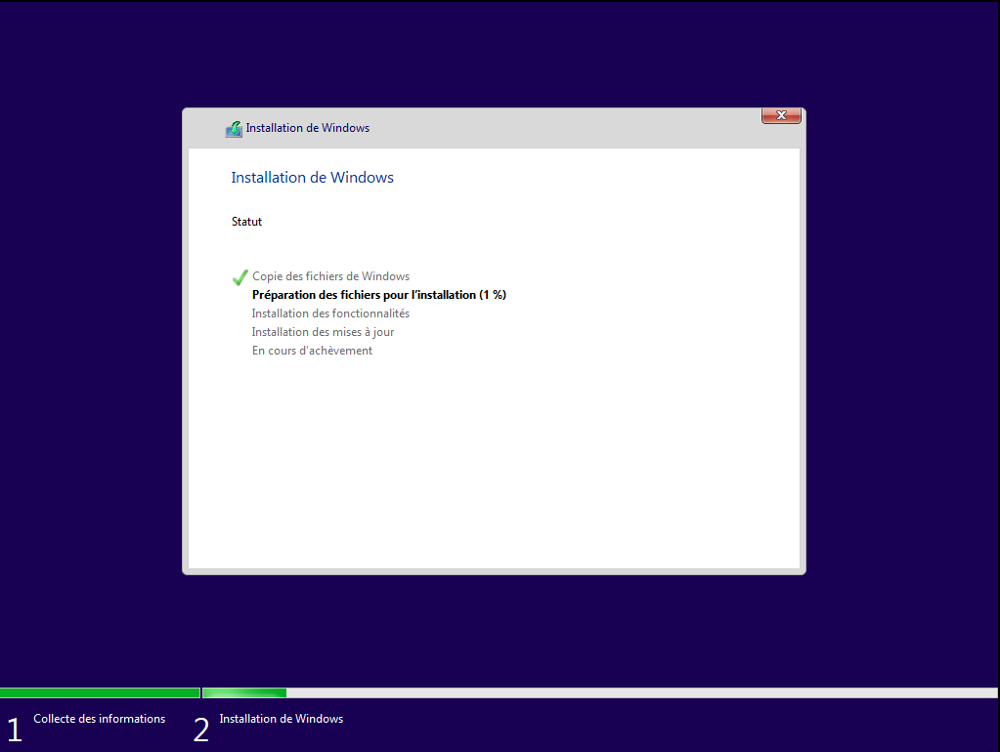 Installation de Windows
Installation de Windows
Statut
Copie des fichiers de Windows
Préparation des fichiers pour l'installation (1 %)
Installation des fonctionnalités
Installation des mises à jour
En cours d'achèvement
1 Collecte des informations 2 Installation de Windows